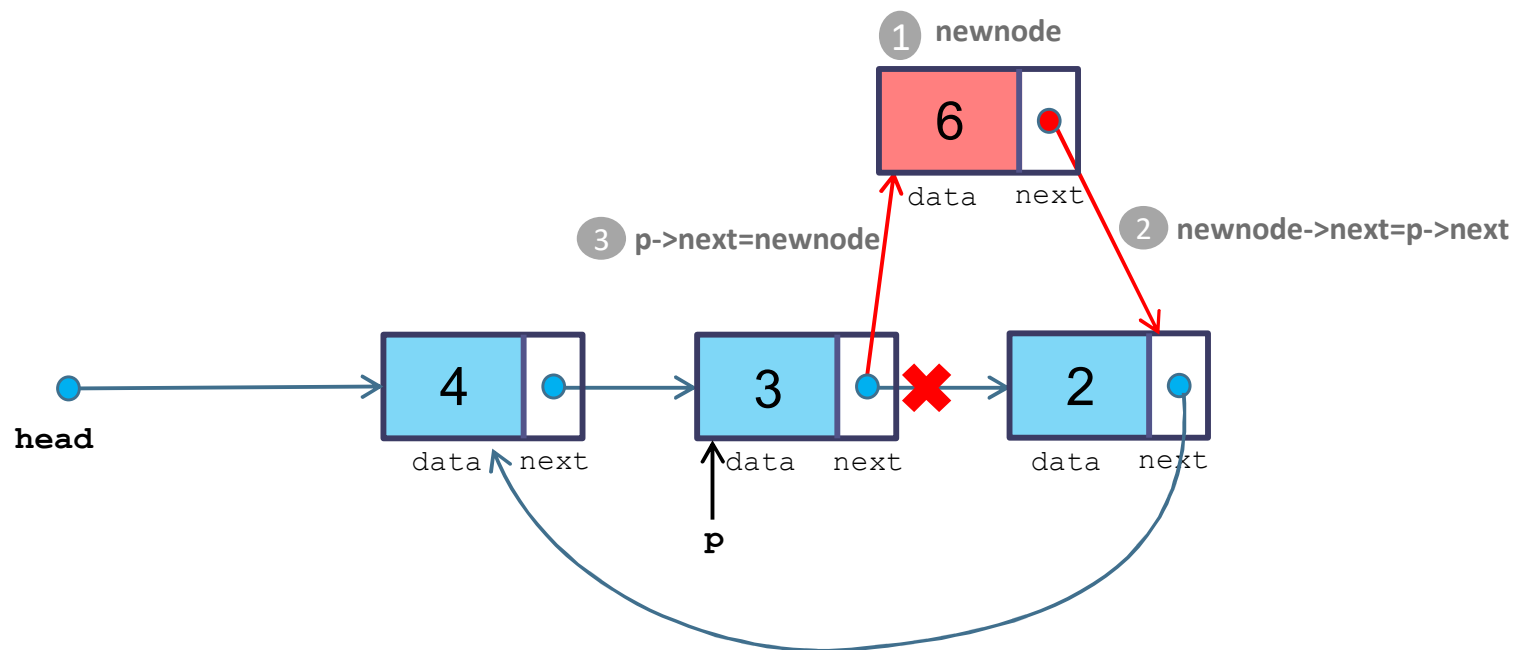 1 newnode
6
data next
3 p->next=newnode
2 newnode->next=p->next
4
3
2
head
data next
data next
data next
p